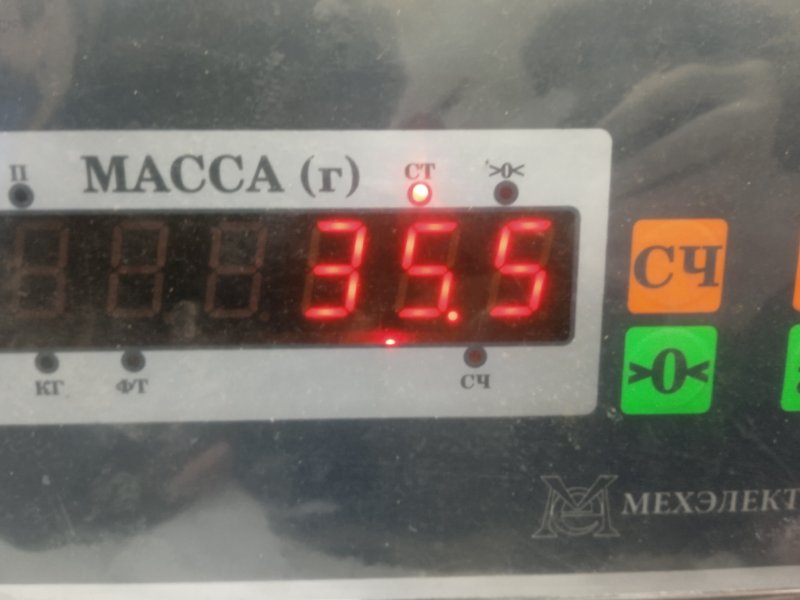 П МАССА (г) СТ >0<
35.5
КГ ФТ СЧ
СЧ
>0<
МЕХЭЛЕКТ